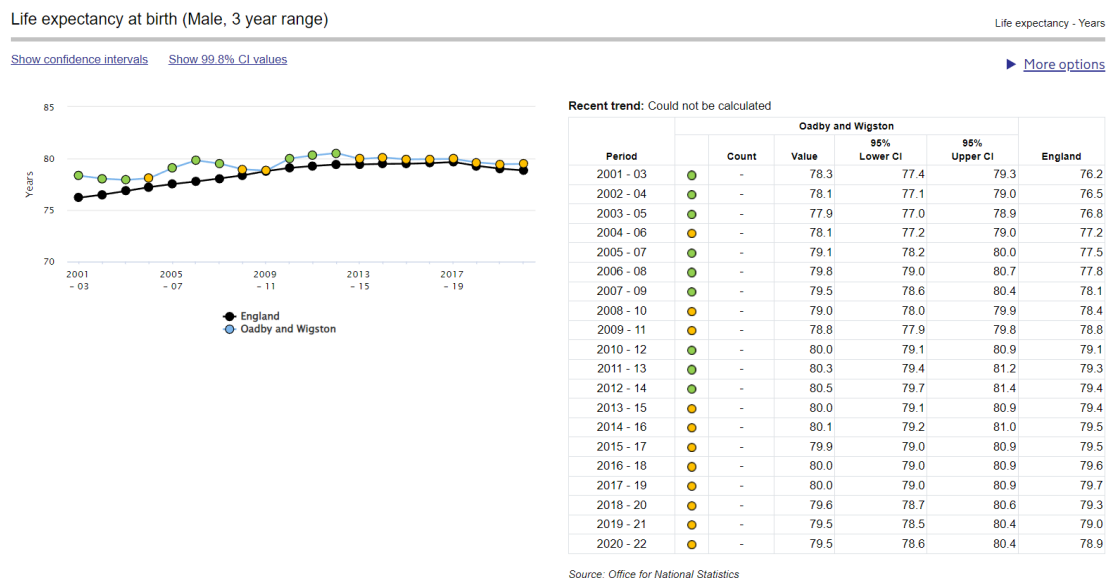 Life expectancy at birth (Male, 3 year range)
Life expectancy - Years
Show confidence intervals Show 99.8% CI values
▶ More options
85
80
75
70
Years
2001 - 03
2005 - 07
2009 - 11
2013 - 15
2017 - 19
England
Oadby and Wigston
Recent trend: Could not be calculated
Oadby and Wigston
Period Count Value 95% Lower CI 95% Upper CI England
2001 - 03 - 78.3 77.4 79.3 76.2
2002 - 04 - 78.1 77.1 79.0 76.5
2003 - 05 - 77.9 77.0 78.9 76.8
2004 - 06 - 78.1 77.2 79.0 77.2
2005 - 07 - 79.1 78.2 80.0 77.5
2006 - 08 - 79.8 79.0 80.7 77.8
2007 - 09 - 79.5 78.6 80.4 78.1
2008 - 10 - 79.0 78.0 79.9 78.4
2009 - 11 - 78.8 77.9 79.8 78.8
2010 - 12 - 80.0 79.1 80.9 79.1
2011 - 13 - 80.3 79.4 81.2 79.3
2012 - 14 - 80.5 79.7 81.4 79.4
2013 - 15 - 80.0 79.1 80.9 79.4
2014 - 16 - 80.1 79.2 81.0 79.5
2015 - 17 - 79.9 79.0 80.9 79.5
2016 - 18 - 80.0 79.0 80.9 79.6
2017 - 19 - 80.0 79.0 80.9 79.7
2018 - 20 - 79.6 78.7 80.6 79.3
2019 - 21 - 79.5 78.5 80.4 79.0
2020 - 22 - 79.5 78.6 80.4 78.9
Source: Office for National Statistics